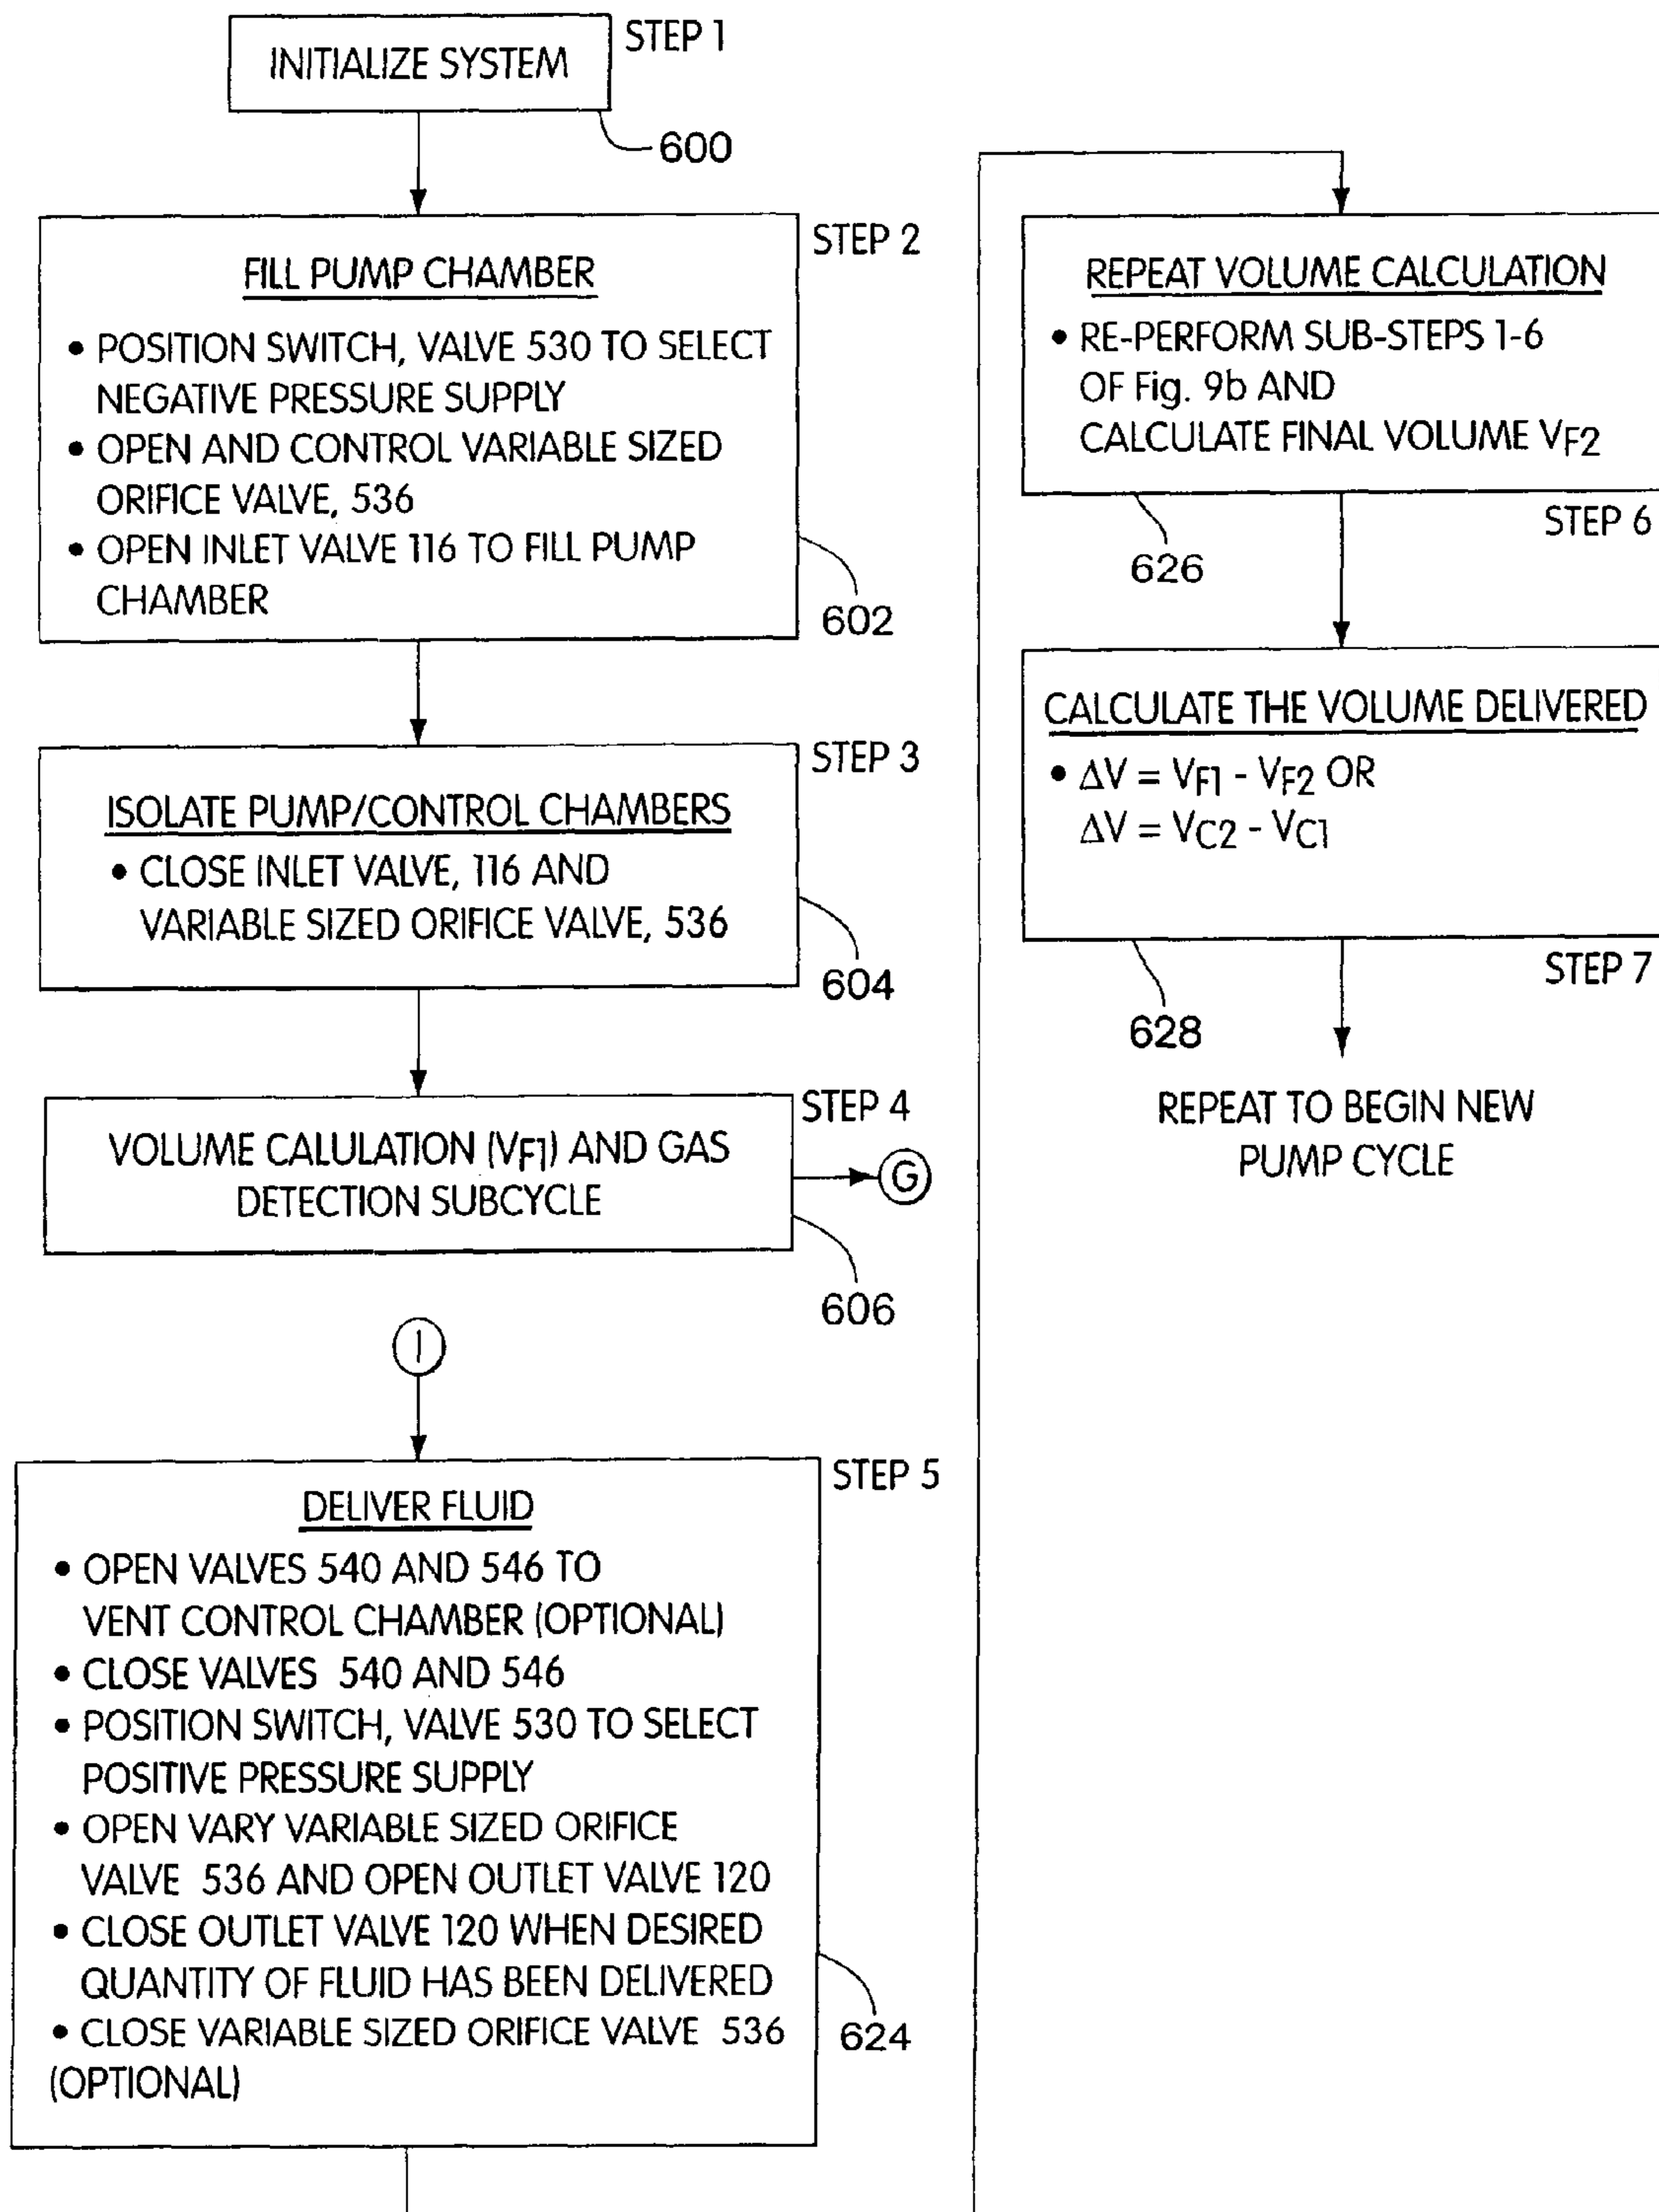 STEP 1
INITIALIZE SYSTEM
600
STEP 2
FILL PUMP CHAMBER
• POSITION SWITCH, VALVE 530 TO SELECT
NEGATIVE PRESSURE SUPPLY
• OPEN AND CONTROL VARIABLE SIZED
ORIFICE VALVE, 536
• OPEN INLET VALVE 116 TO FILL PUMP
CHAMBER
602
STEP 3
ISOLATE PUMP/CONTROL CHAMBERS
• CLOSE INLET VALVE, 116 AND
VARIABLE SIZED ORIFICE VALVE, 536
604
STEP 4
VOLUME CALULATION (VF1) AND GAS
DETECTION SUBCYCLE
G
606
I
STEP 5
DELIVER FLUID
• OPEN VALVES 540 AND 546 TO
VENT CONTROL CHAMBER (OPTIONAL)
• CLOSE VALVES 540 AND 546
• POSITION SWITCH, VALVE 530 TO SELECT
POSITIVE PRESSURE SUPPLY
• OPEN VARY VARIABLE SIZED ORIFICE
VALVE 536 AND OPEN OUTLET VALVE 120
• CLOSE OUTLET VALVE 120 WHEN DESIRED
QUANTITY OF FLUID HAS BEEN DELIVERED
• CLOSE VARIABLE SIZED ORIFICE VALVE 536
(OPTIONAL)
624
REPEAT VOLUME CALCULATION
• RE-PERFORM SUB-STEPS 1-6
OF Fig. 9b AND
CALCULATE FINAL VOLUME VF2
STEP 6
626
CALCULATE THE VOLUME DELIVERED
• ΔV = VF1 - VF2 OR
ΔV = VC2 - VC1
STEP 7
628
REPEAT TO BEGIN NEW
PUMP CYCLE